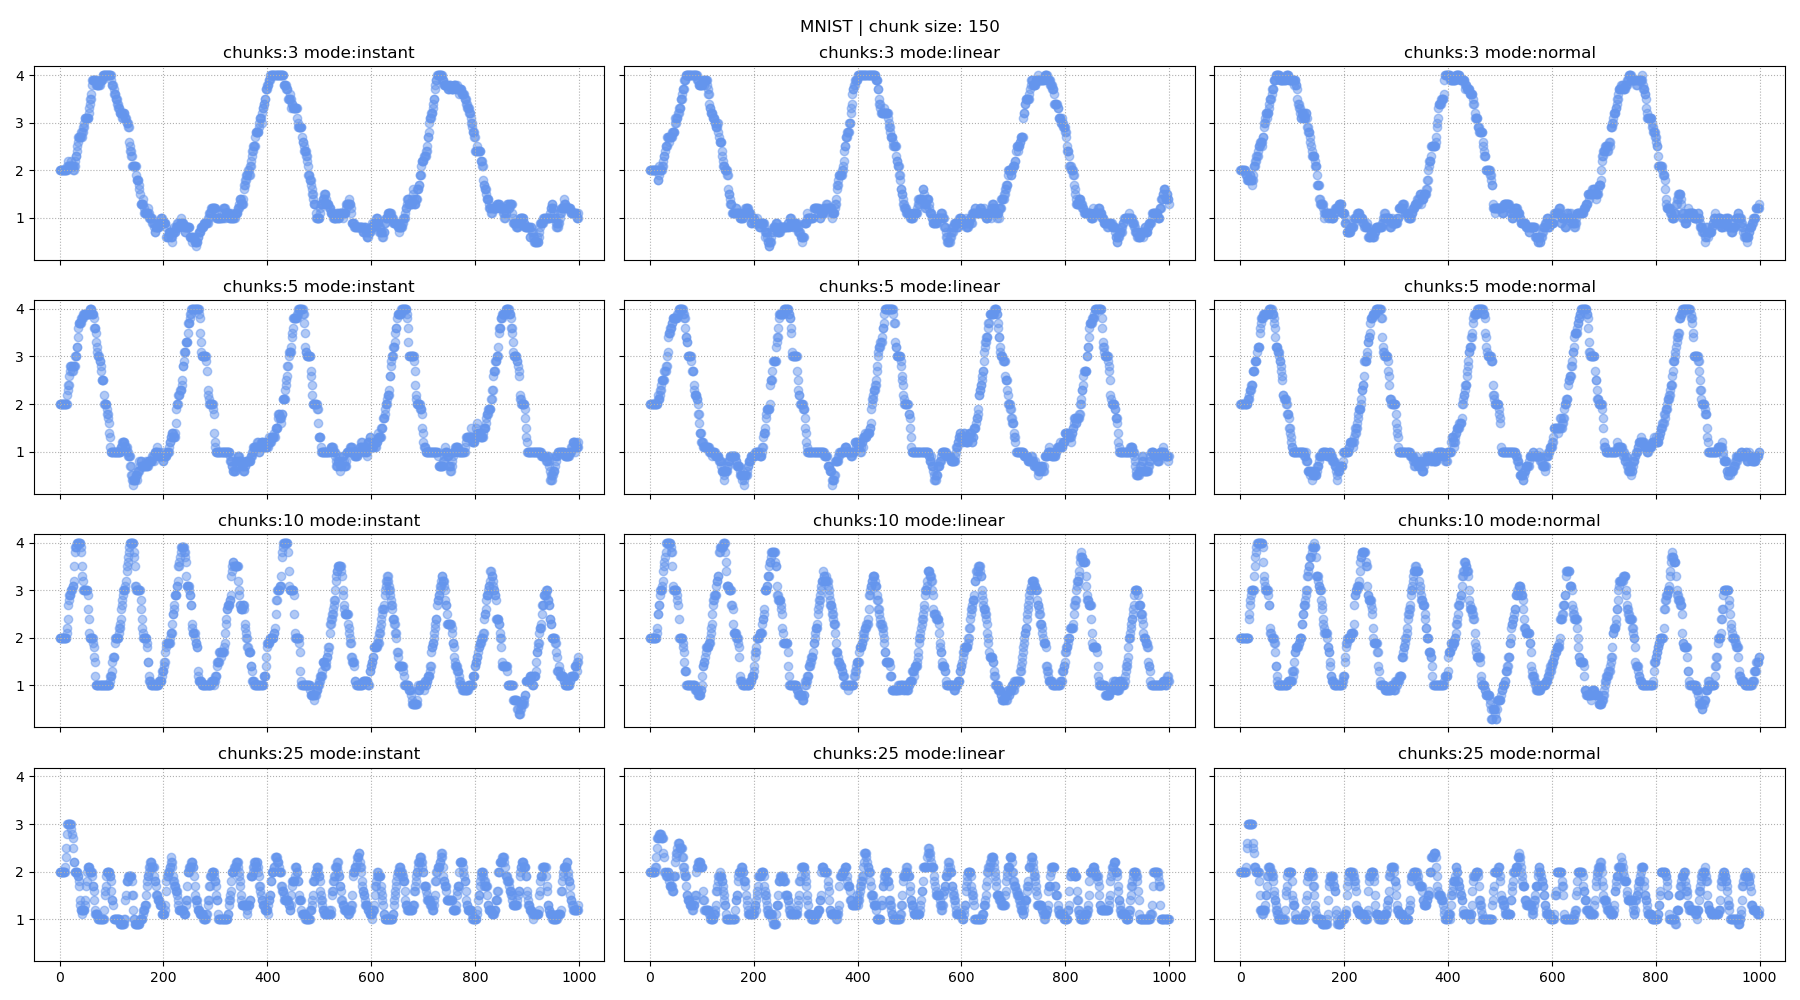 MNIST | chunk size: 150
chunks:3 mode:instant
chunks:3 mode:linear
chunks:3 mode:normal
4
3
2
1
chunks:5 mode:instant
chunks:5 mode:linear
chunks:5 mode:normal
4
3
2
1
chunks:10 mode:instant
chunks:10 mode:linear
chunks:10 mode:normal
4
3
2
1
chunks:25 mode:instant
chunks:25 mode:linear
chunks:25 mode:normal
4
3
2
1
0 200 400 600 800 1000 0 200 400 600 800 1000 0 200 400 600 800 1000